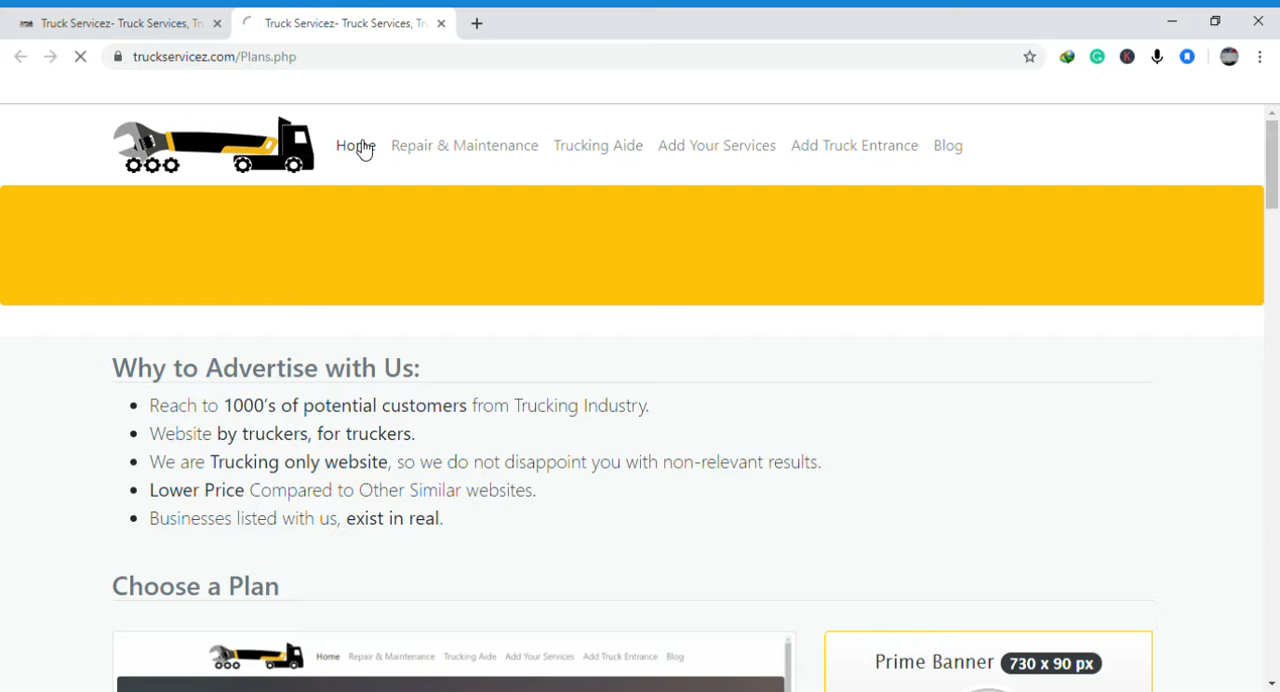 Truck Servicez- Truck Services, Tr
Truck Servicez- Truck Services, Tru
truckservicez.com/Plans.php
Home Repair & Maintenance Trucking Aide Add Your Services Add Truck Entrance Blog
Why to Advertise with Us:
Reach to 1000's of potential customers from Trucking Industry.
Website by truckers, for truckers.
We are Trucking only website, so we do not disappoint you with non-relevant results.
Lower Price Compared to Other Similar websites.
Businesses listed with us, exist in real.
Choose a Plan
Home Repair & Maintenance Trucking Aide Add Your Services Add Truck Entrance Blog
Prime Banner 730 x 90 px